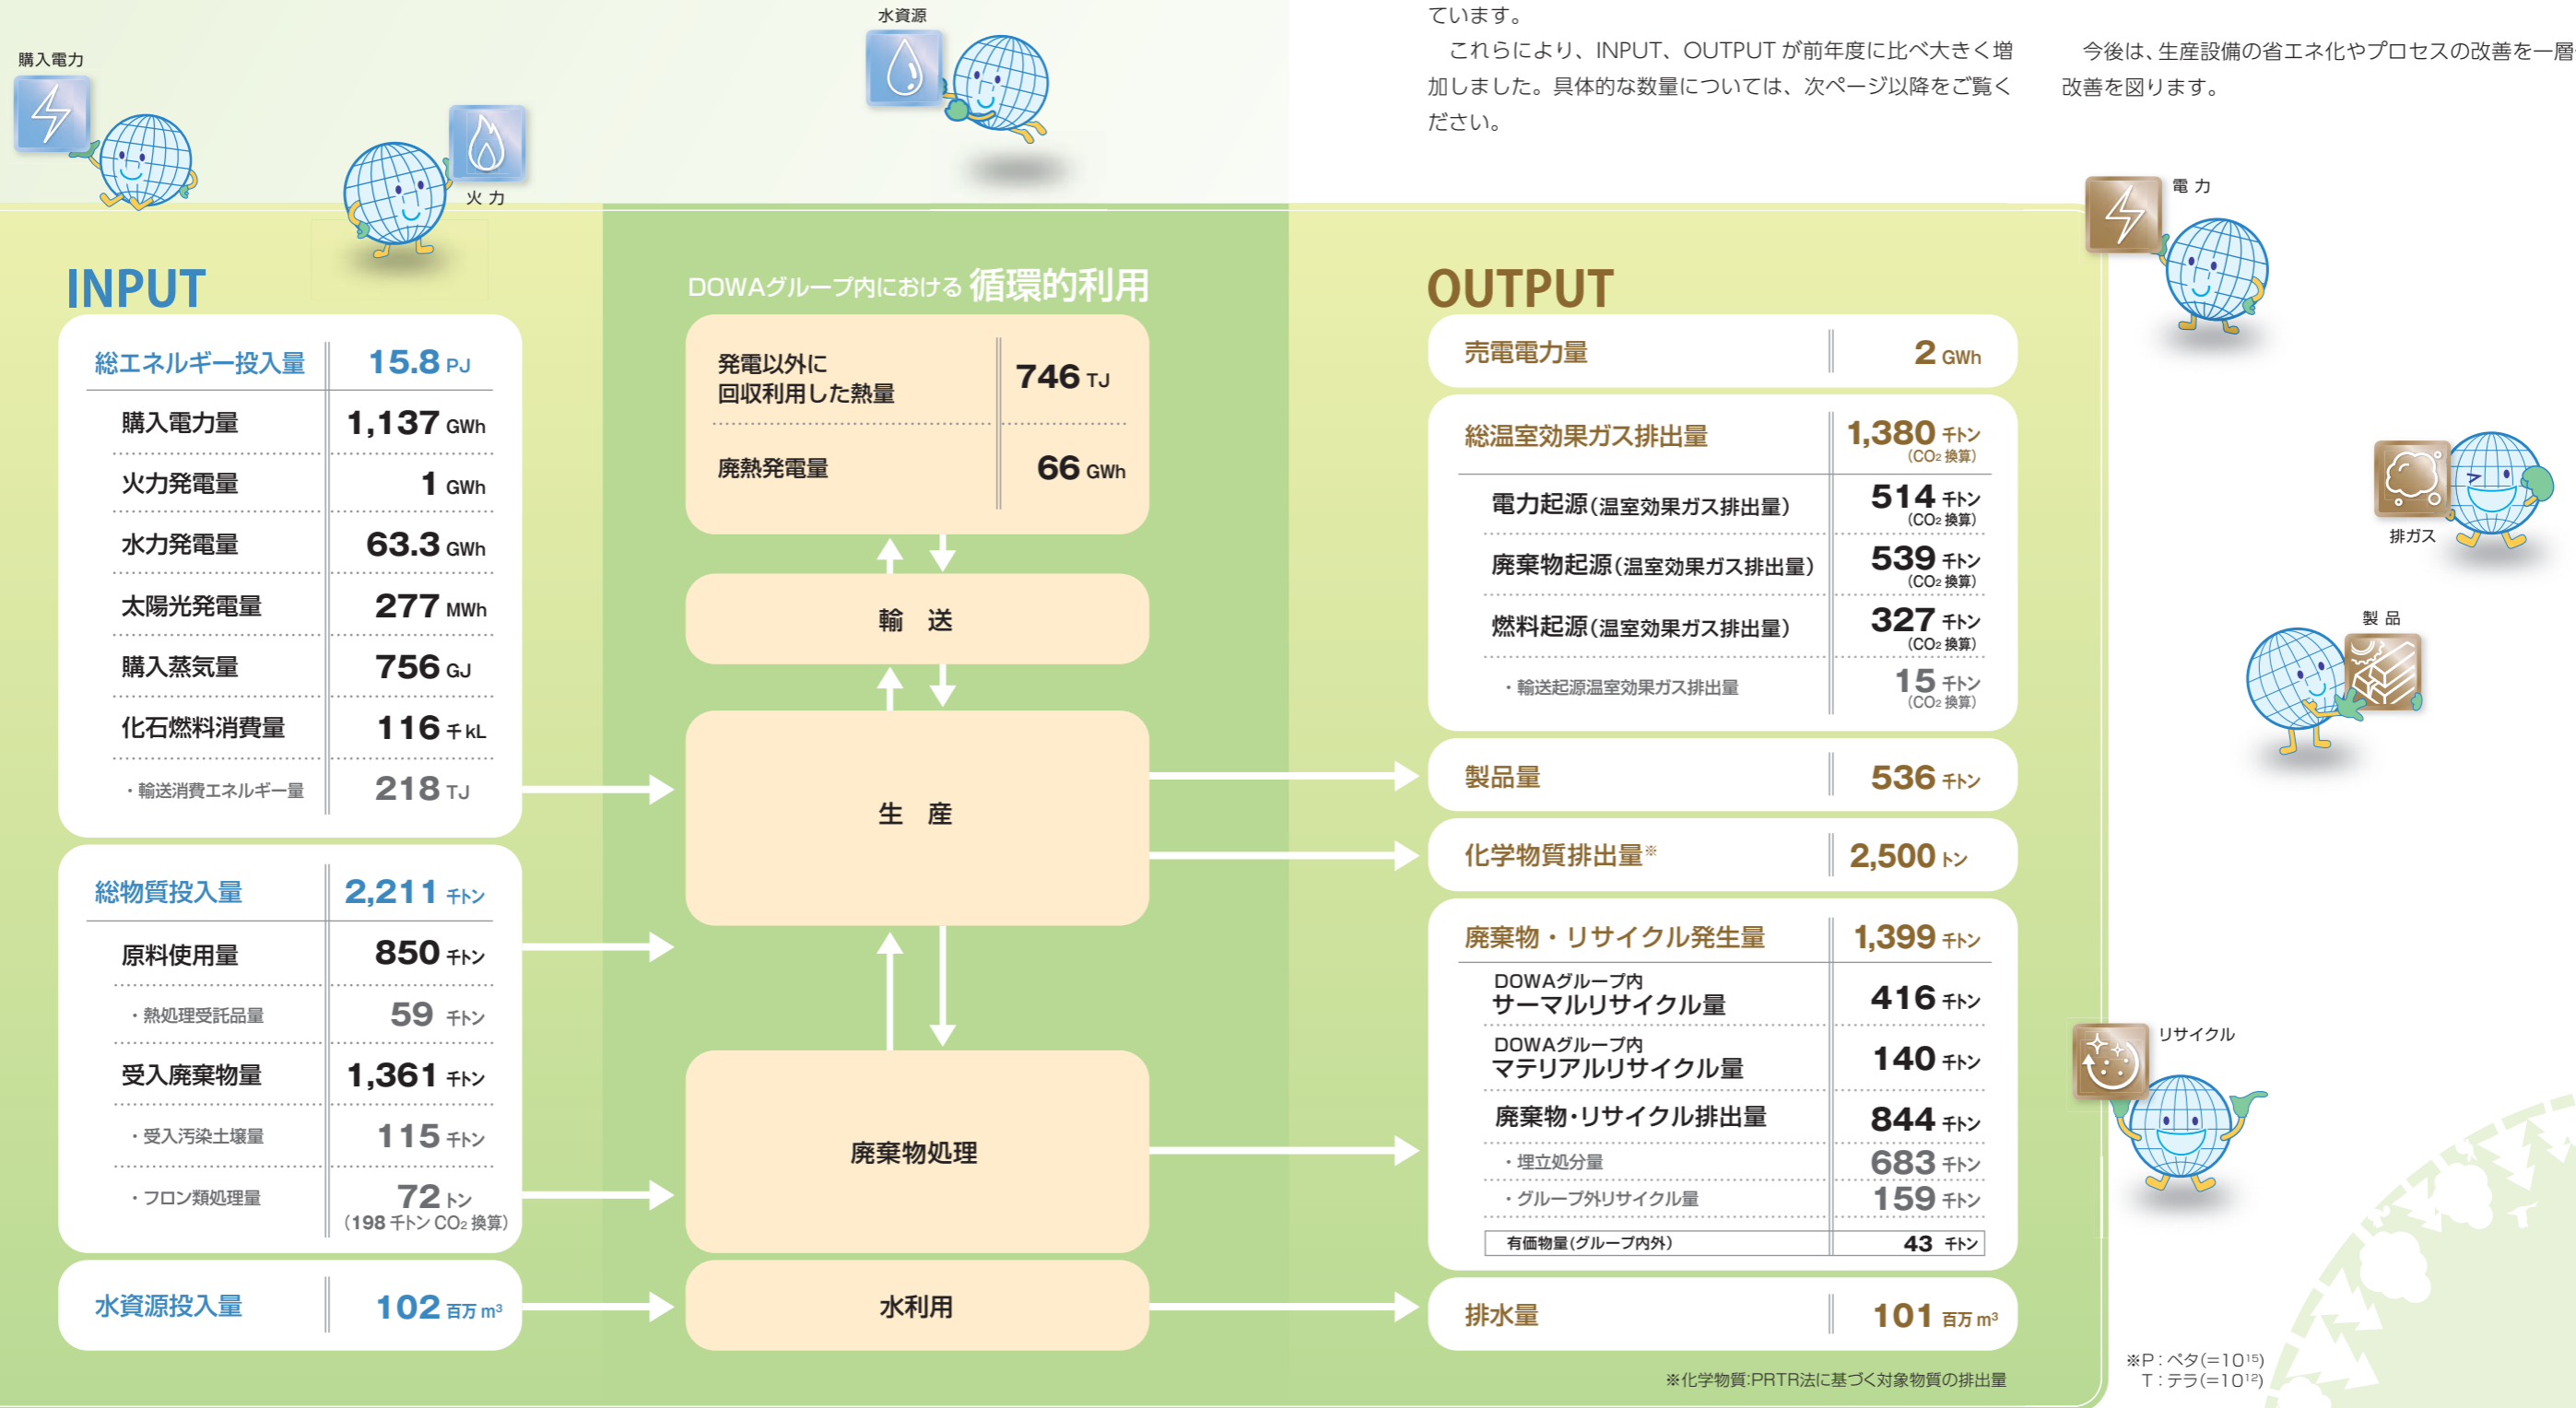 水資源
購入電力
火 力
ています。
これらにより、INPUT、OUTPUT が前年度に比べ大きく増
加しました。具体的な数量については、次ページ以降をご覧く
ださい。
今後は、生産設備の省エネ化やプロセスの改善を一層
改善を図ります。
電 力
排ガス
製 品
リサイクル
INPUT
総エネルギー投入量 15.8 PJ
購入電力量 1,137 GWh
火力発電量 1 GWh
水力発電量 63.3 GWh
太陽光発電量 277 MWh
購入蒸気量 756 GJ
化石燃料消費量 116 千kL
・輸送消費エネルギー量 218 TJ
総物質投入量 2,211 千トン
原料使用量 850 千トン
・熱処理受託品量 59 千トン
受入廃棄物量 1,361 千トン
・受入汚染土壌量 115 千トン
・フロン類処理量 72 トン
(198 千トン CO₂ 換算)
水資源投入量 102 百万 m³
DOWAグループ内における 循環的利用
発電以外に
回収利用した熱量 746 TJ
廃熱発電量 66 GWh
輸 送
生 産
廃棄物処理
水利用
OUTPUT
売電電力量 2 GWh
総温室効果ガス排出量 1,380 千トン
(CO₂ 換算)
電力起源(温室効果ガス排出量) 514 千トン
(CO₂ 換算)
廃棄物起源(温室効果ガス排出量) 539 千トン
(CO₂ 換算)
燃料起源(温室効果ガス排出量) 327 千トン
(CO₂ 換算)
・輸送起源温室効果ガス排出量 15 千トン
(CO₂ 換算)
製品量 536 千トン
化学物質排出量※ 2,500 トン
廃棄物・リサイクル発生量 1,399 千トン
DOWAグループ内
サーマルリサイクル量 416 千トン
DOWAグループ内
マテリアルリサイクル量 140 千トン
廃棄物・リサイクル排出量 844 千トン
・埋立処分量 683 千トン
・グループ外リサイクル量 159 千トン
有価物量(グループ内外) 43 千トン
排水量 101 百万 m³
※化学物質:PRTR法に基づく対象物質の排出量
※P : ペタ(=10¹⁵)
T : テラ(=10¹²)